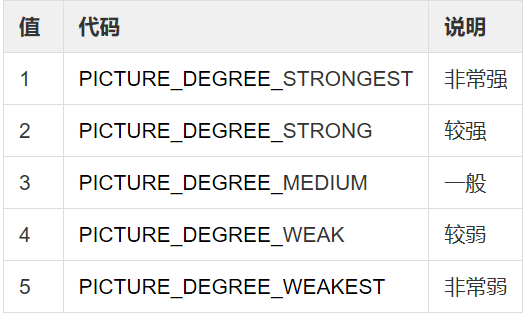 值 代码 说明
1 PICTURE_DEGREE_STRONGEST 非常强
2 PICTURE_DEGREE_STRONG 较强
3 PICTURE_DEGREE_MEDIUM 一般
4 PICTURE_DEGREE_WEAK 较弱
5 PICTURE_DEGREE_WEAKEST 非常弱